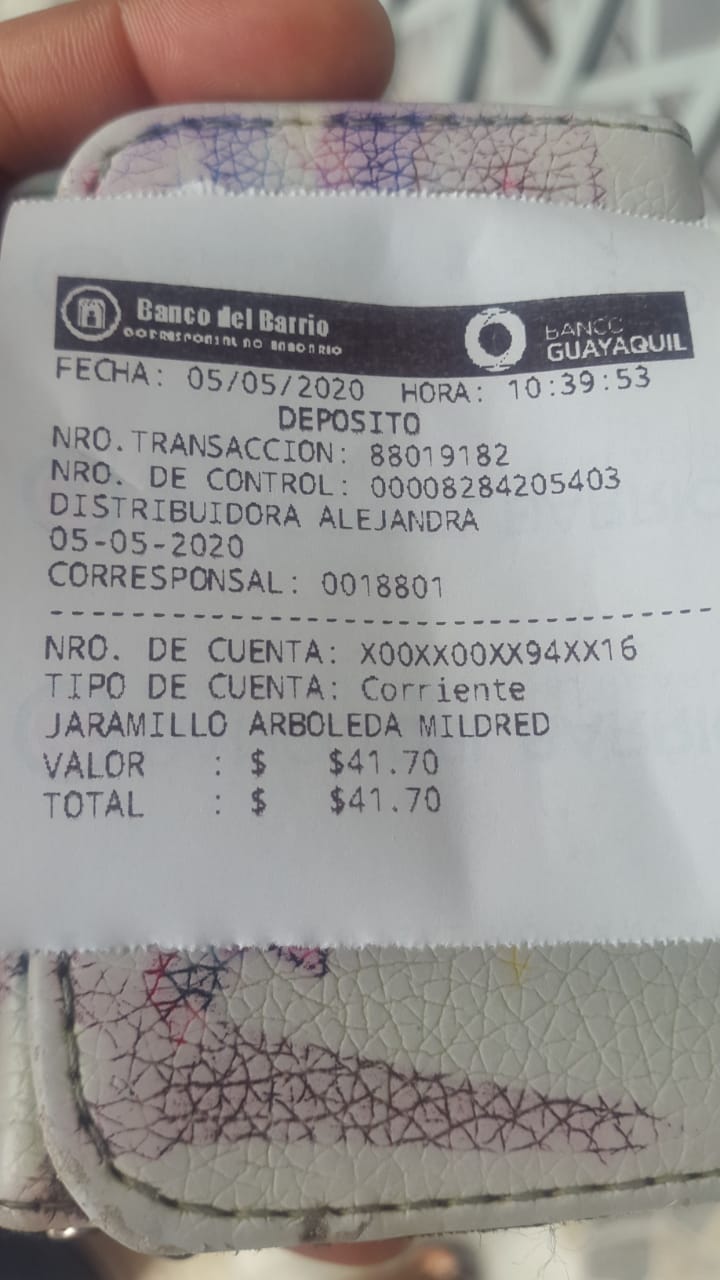 Banco del Barrio
CORRESPONSAL NO BANCARIO
BANCO
GUAYAQUIL
FECHA: 05/05/2020 HORA: 10:39:53
DEPOSITO
NRO.TRANSACCION: 88019182
NRO. DE CONTROL: 00008284205403
DISTRIBUIDORA ALEJANDRA
05-05-2020
CORRESPONSAL: 0018801
NRO. DE CUENTA: X00XX00XX94XX16
TIPO DE CUENTA: Corriente
JARAMILLO ARBOLEDA MILDRED
VALOR : $ $41.70
TOTAL : $ $41.70